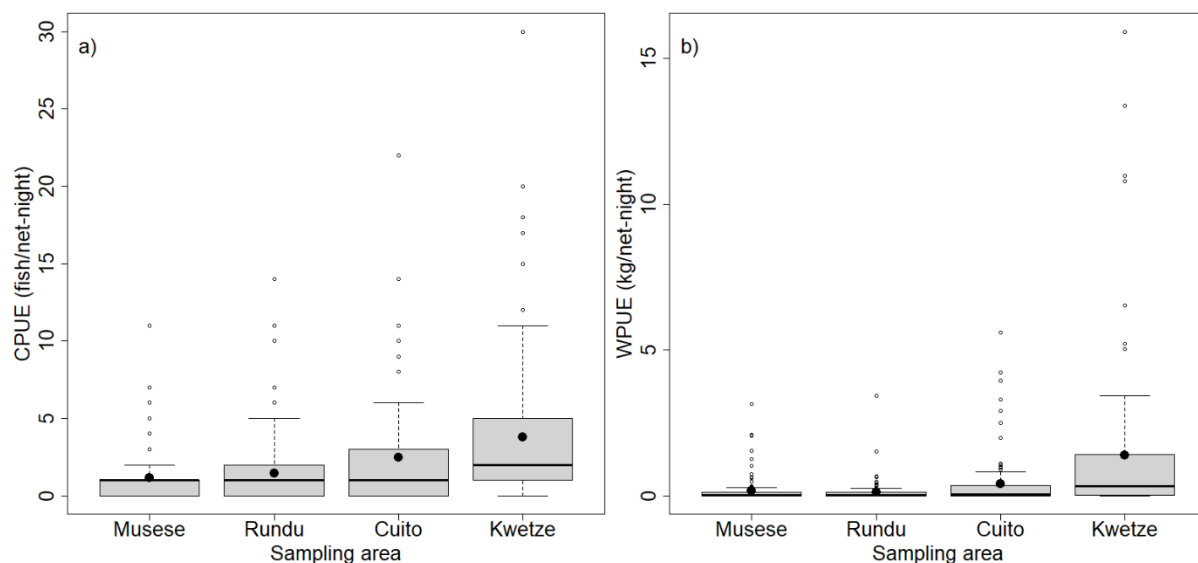 a)
CPUE (fish/net-night)
30
25
20
15
10
5
0
Musese Rundu Cuito Kwetze
Sampling area
b)
WPUE (kg/net-night)
15
10
5
0
Musese Rundu Cuito Kwetze
Sampling area